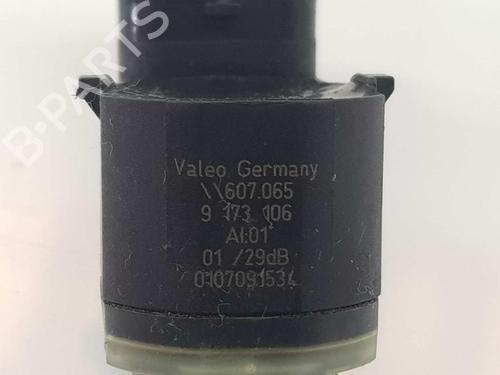 B-PARTS
Valeo Germany
\\607.065
9 173 106
AI:01
01 /29dB
0107091534